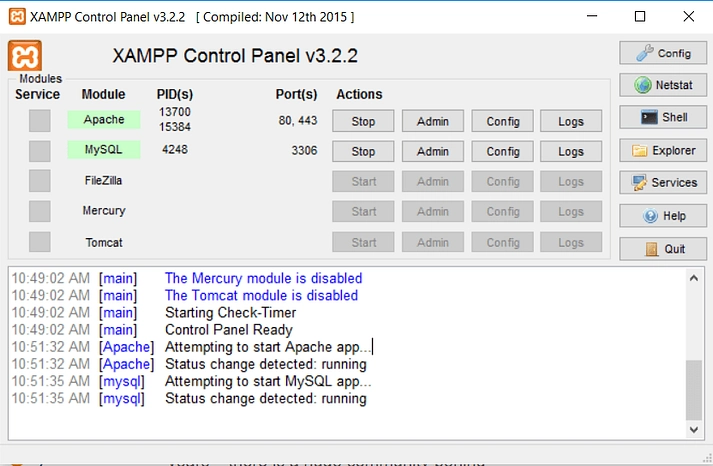 XAMPP Control Panel v3.2.2 [ Compiled: Nov 12th 2015 ]
XAMPP Control Panel v3.2.2
Modules
Service Module PID(s) Port(s) Actions
Apache 13700 15384 80, 443 Stop Admin Config Logs
MySQL 4248 3306 Stop Admin Config Logs
FileZilla Start Admin Config Logs
Mercury Start Admin Config Logs
Tomcat Start Admin Config Logs
Config
Netstat
Shell
Explorer
Services
Help
Quit
10:49:02 AM [main] The Mercury module is disabled
10:49:02 AM [main] The Tomcat module is disabled
10:49:02 AM [main] Starting Check-Timer
10:49:02 AM [main] Control Panel Ready
10:51:32 AM [Apache] Attempting to start Apache app...
10:51:32 AM [Apache] Status change detected: running
10:51:35 AM [mysql] Attempting to start MySQL app...
10:51:35 AM [mysql] Status change detected: running